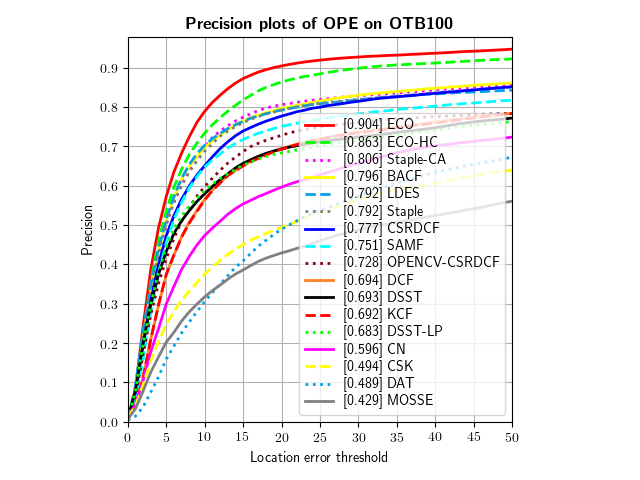 Precision plots of OPE on OTB100
Precision
0.9
0.8
0.7
0.6
0.5
0.4
0.3
0.2
0.1
0.0
[0.904] ECO
[0.863] ECO-HC
[0.806] Staple-CA
[0.796] BACF
[0.792] LDES
[0.792] Staple
[0.777] CSRDCF
[0.751] SAMF
[0.728] OPENCV-CSRDCF
[0.694] DCF
[0.693] DSST
[0.692] KCF
[0.683] DSST-LP
[0.596] CN
[0.494] CSK
[0.489] DAT
[0.429] MOSSE
0 5 10 15 20 25 30 35 40 45 50
Location error threshold